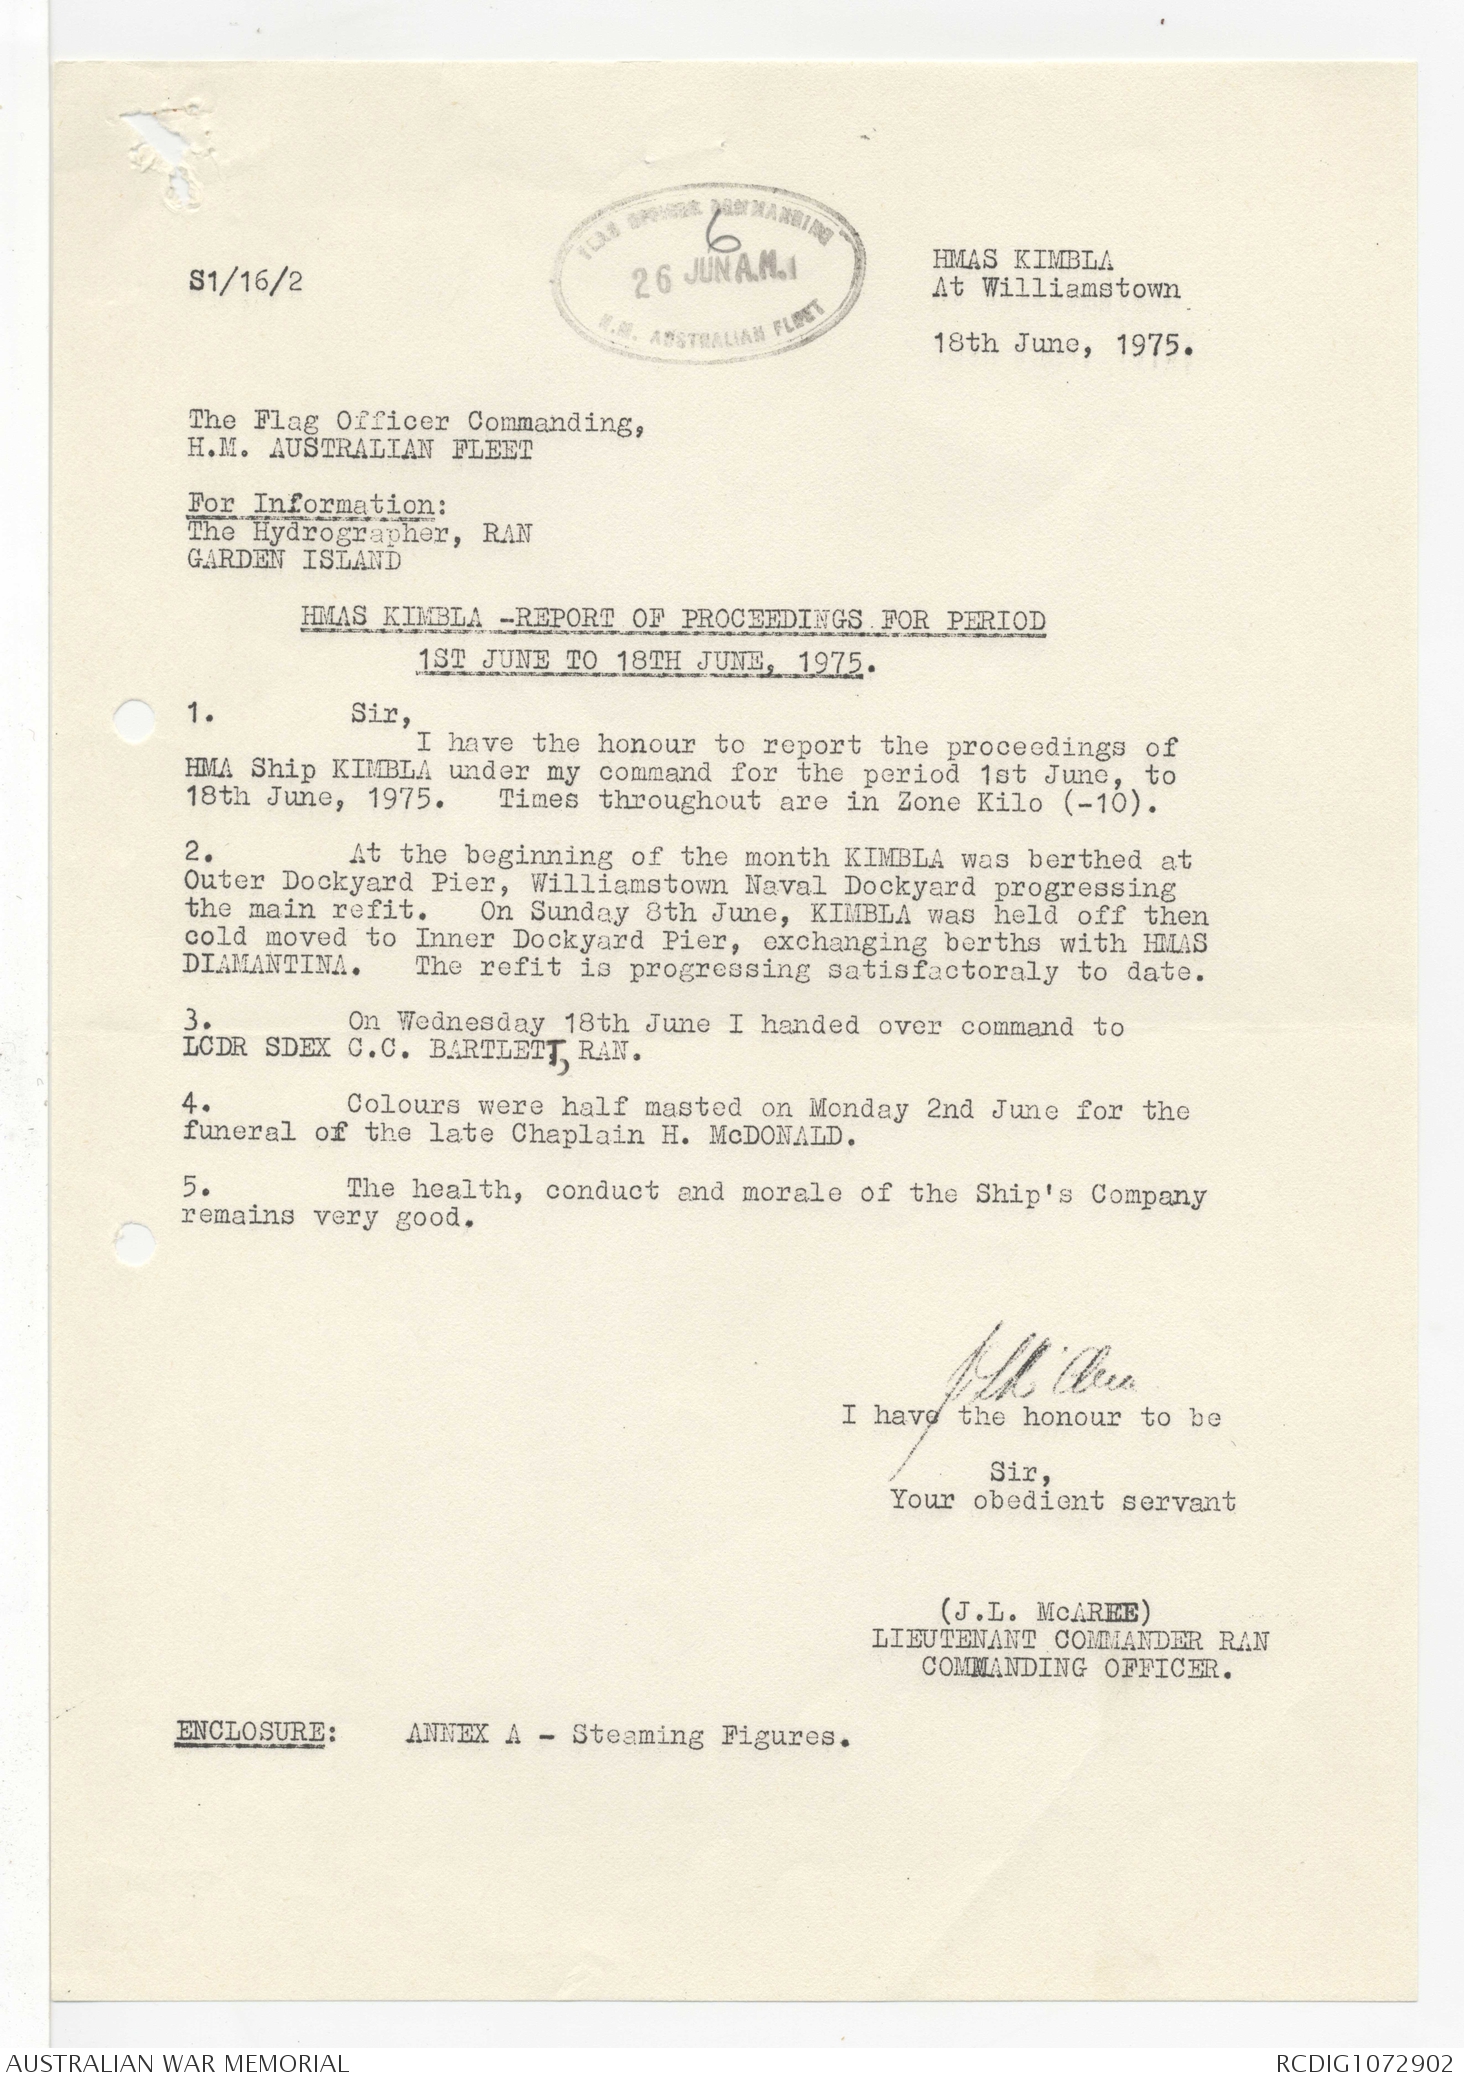 S1/16/2
FLAG OFFICER COMMANDING
6
26 JUN A.M.
H.M. AUSTRALIAN FLEET
HMAS KIMBLA
At Williamstown
18th June, 1975.
The Flag Officer Commanding,
H.M. AUSTRALIAN FLEET
For Information:
The Hydrographer, RAN
GARDEN ISLAND
HMAS KIMBLA -REPORT OF PROCEEDINGS FOR PERIOD
1ST JUNE TO 18TH JUNE, 1975.
1. Sir,
I have the honour to report the proceedings of
HMA Ship KIMBLA under my command for the period 1st June, to
18th June, 1975. Times throughout are in Zone Kilo (-10).
2. At the beginning of the month KIMBLA was berthed at
Outer Dockyard Pier, Williamstown Naval Dockyard progressing
the main refit. On Sunday 8th June, KIMBLA was held off then
cold moved to Inner Dockyard Pier, exchanging berths with HMAS
DIAMANTINA. The refit is progressing satisfactoraly to date.
3. On Wednesday 18th June I handed over command to
LCDR SDEX C.C. BARTLETT, RAN.
4. Colours were half masted on Monday 2nd June for the
funeral of the late Chaplain H. McDONALD.
5. The health, conduct and morale of the Ship's Company
remains very good.
I have the honour to be
Sir,
Your obedient servant
(J.L. McAREE)
LIEUTENANT COMMANDER RAN
COMMANDING OFFICER.
ENCLOSURE: ANNEX A - Steaming Figures.
AUSTRALIAN WAR MEMORIAL
RCDIG1072902